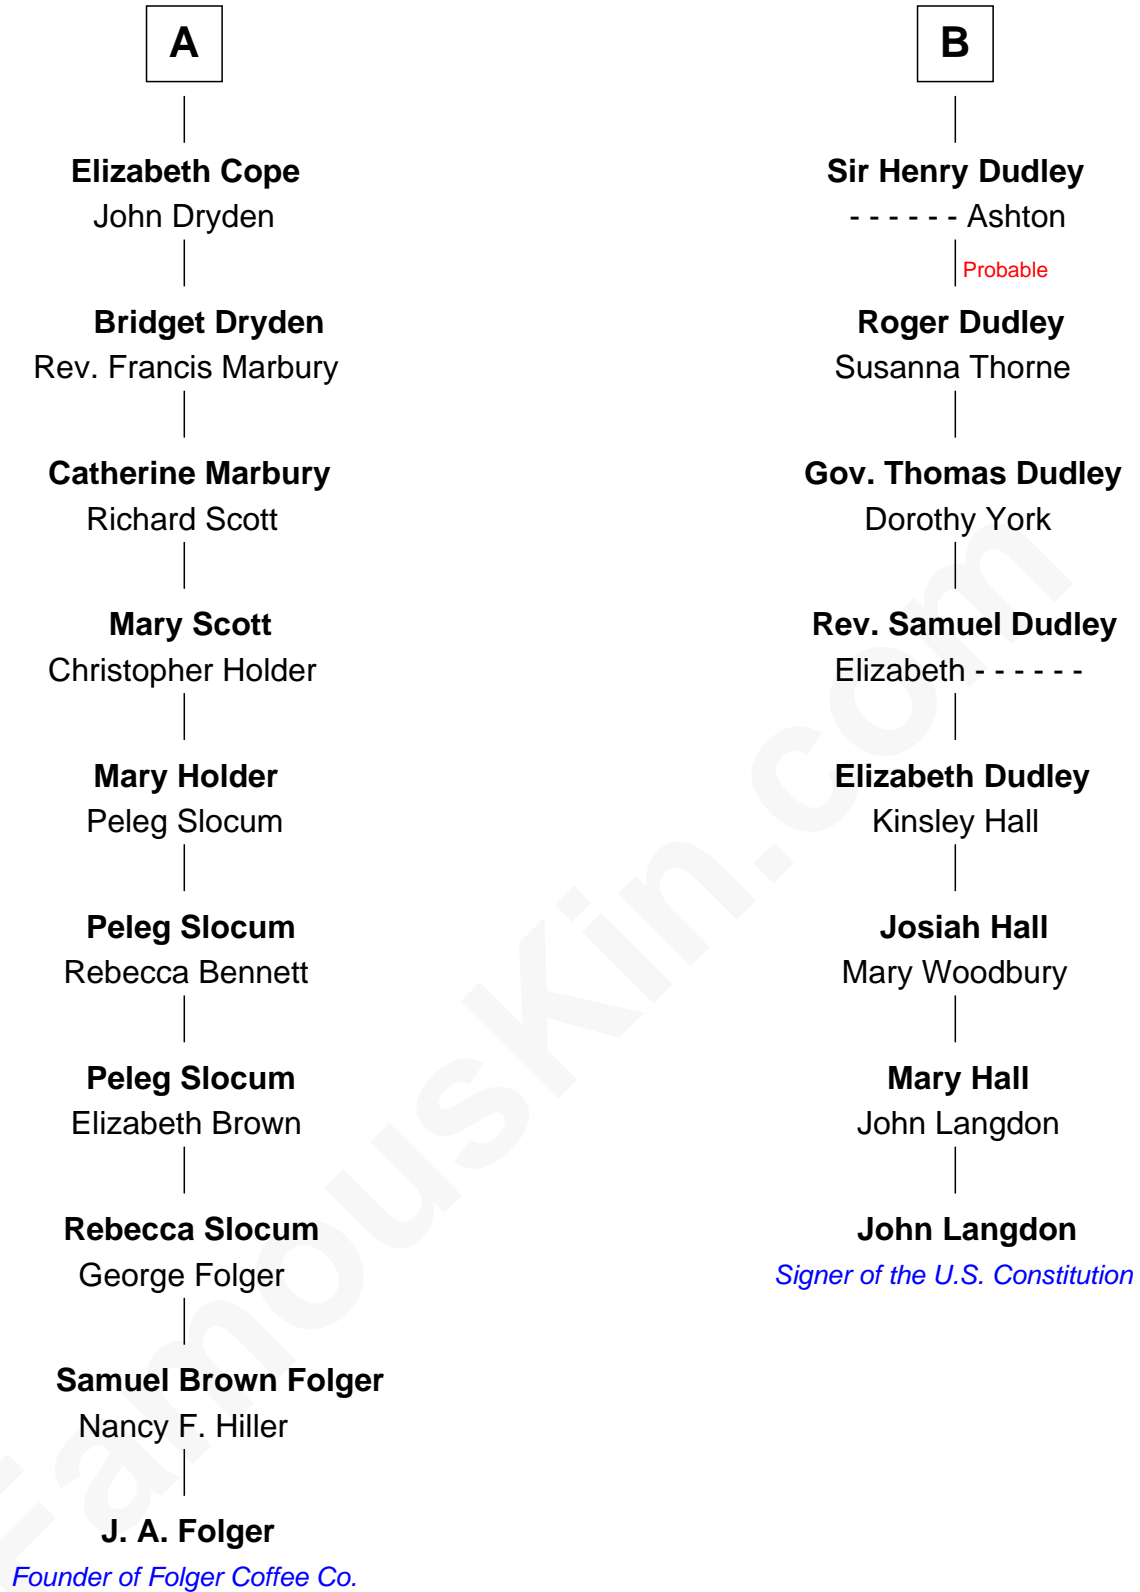 A
Elizabeth Cope
John Dryden
Bridget Dryden
Rev. Francis Marbury
Catherine Marbury
Richard Scott
Mary Scott
Christopher Holder
Mary Holder
Peleg Slocum
Peleg Slocum
Rebecca Bennett
Peleg Slocum
Elizabeth Brown
Rebecca Slocum
George Folger
Samuel Brown Folger
Nancy F. Hiller
J. A. Folger
Founder of Folger Coffee Co.
B
Sir Henry Dudley
- - - - - - Ashton
Probable
Roger Dudley
Susanna Thorne
Gov. Thomas Dudley
Dorothy York
Rev. Samuel Dudley
Elizabeth - - - - - -
Elizabeth Dudley
Kinsley Hall
Josiah Hall
Mary Woodbury
Mary Hall
John Langdon
John Langdon
Signer of the U.S. Constitution
FamousKin.com